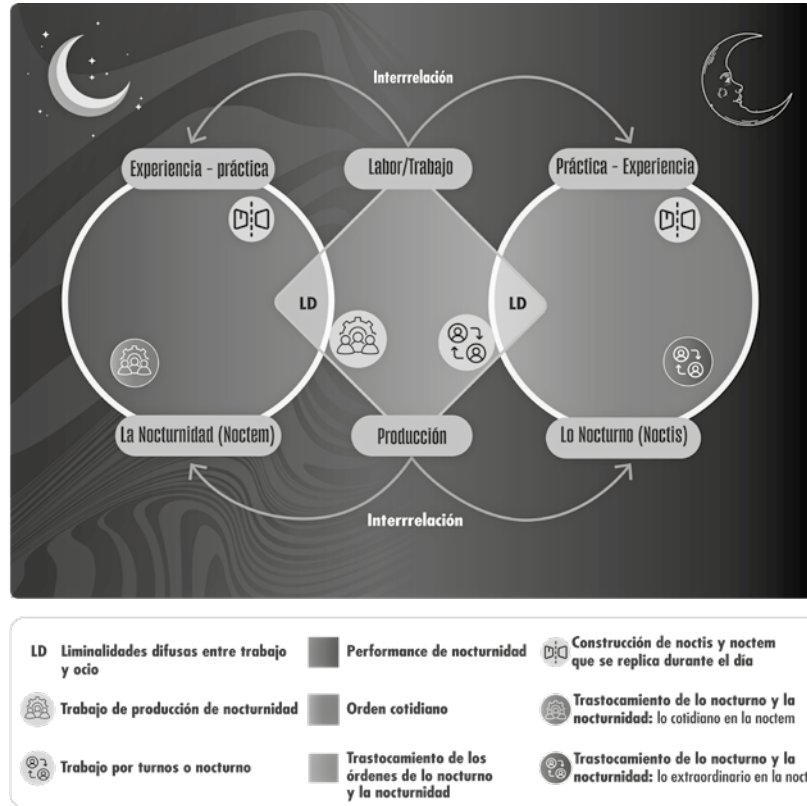 Interrrelación
Experiencia - práctica
Labor/Trabajo
Práctica - Experiencia
LD
LD
La Nocturnidad (Noctem)
Producción
Lo Nocturno (Noctis)
Interrrelación
LD Liminalidades difusas entre trabajo
y ocio
Performance de nocturnidad
Construcción de noctis y noctem
que se replica durante el día
Trabajo de producción de nocturnidad
Orden cotidiano
Trastocamiento de lo nocturno y la
nocturnidad: lo cotidiano en la noctem
Trabajo por turnos o nocturno
Trastocamiento de los
órdenes de lo nocturno
y la nocturnidad
Trastocamiento de lo nocturno y la
nocturnidad: lo extraordinario en la